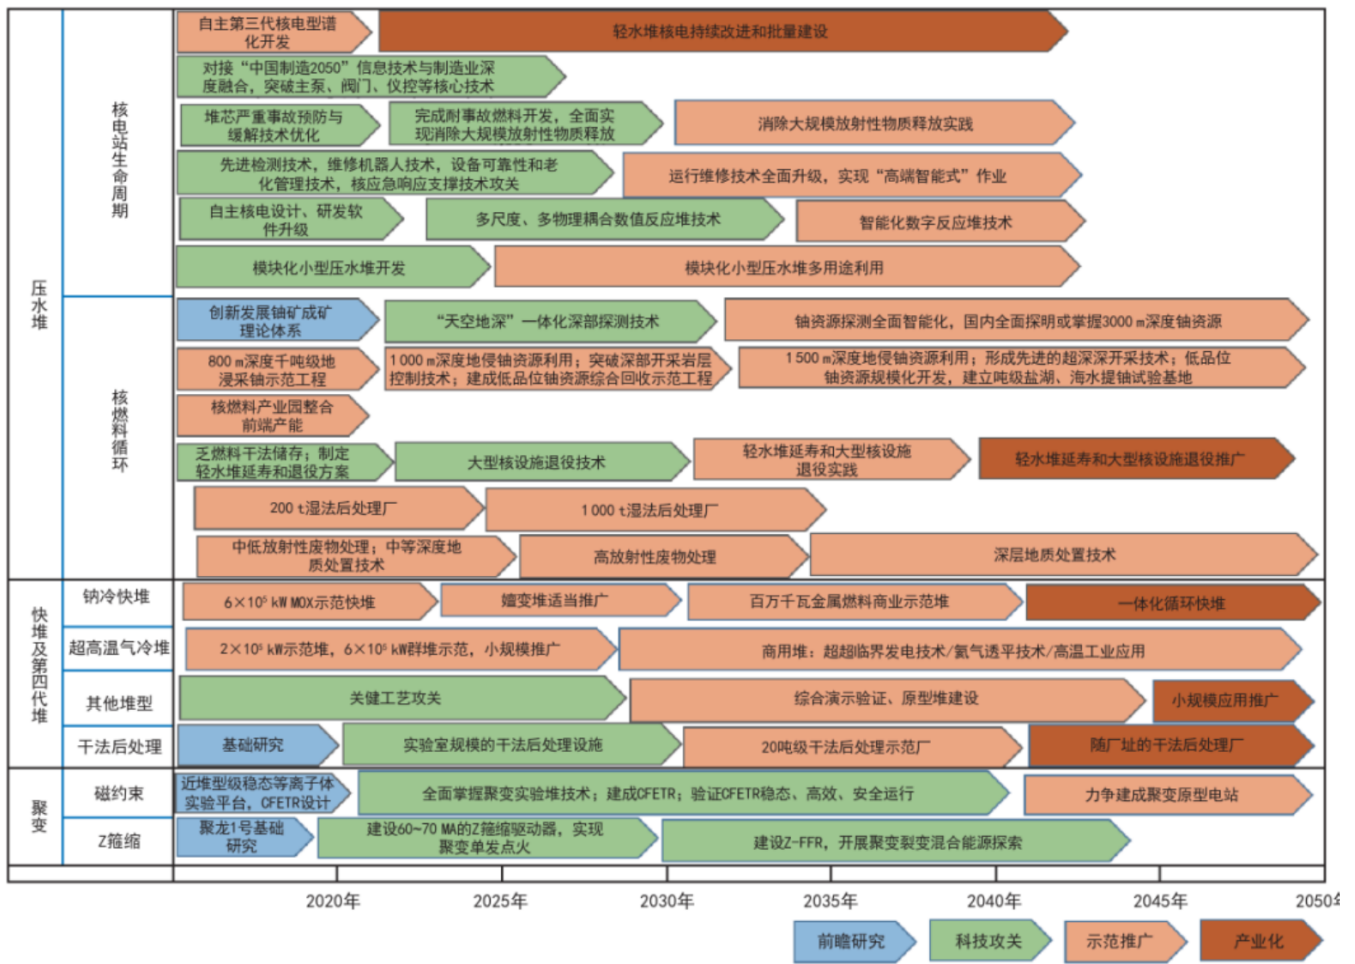 自主第三代核电型谱
化开发
轻水堆核电持续改进和批量建设
对接“中国制造2050”信息技术与制造业深
度融合，突破主泵、阀门、仪控等核心技术
堆芯严重事故预防与
缓解技术优化
完成耐事故燃料开发，全面实
现消除大规模放射性物质释放
消除大规模放射性物质释放实践
先进检测技术，维修机器人技术，设备可靠性和老
化管理技术，核应急响应支撑技术攻关
运行维修技术全面升级，实现“高端智能式”作业
自主核电设计、研发软
件升级
多尺度、多物理耦合数值反应堆技术
智能化数字反应堆技术
模块化小型压水堆开发
模块化小型压水堆多用途利用
核电站生命周期
压水堆
创新发展铀矿成矿
理论体系
“天空地深”一体化深部探测技术
铀资源探测全面智能化，国内全面探明或掌握3000 m深度铀资源
800 m深度千吨级地
浸采铀示范工程
1 000 m深度地侵铀资源利用；突破深部开采岩层
控制技术；建成低品位铀资源综合回收示范工程
1 500 m深度地侵铀资源利用；形成先进的超深深开采技术；低品位
铀资源规模化开发，建立吨级盐湖、海水提铀试验基地
核燃料产业园整合
前端产能
乏燃料干法储存；制定
轻水堆延寿和退役方案
大型核设施退役技术
轻水堆延寿和大型核设施
退役实践
轻水堆延寿和大型核设施退役推广
200 t湿法后处理厂
1 000 t湿法后处理厂
中低放射性废物处理；中等深度地
质处置技术
高放射性废物处理
深层地质处置技术
核燃料循环
快堆及第四代堆
钠冷快堆
6×10⁵ kW MOX示范快堆
嬗变堆适当推广
百万千瓦金属燃料商业示范堆
一体化循环快堆
超高温气冷堆
2×10⁵ kW示范堆，6×10⁵ kW群堆示范，小规模推广
商用堆：超超临界发电技术/氦气透平技术/高温工业应用
其他堆型
关健工艺攻关
综合演示验证、原型堆建设
小规模应用推广
干法后处理
基础研究
实验室规模的干法后处理设施
20吨级干法后处理示范厂
随厂址的干法后处理厂
聚变
磁约束
近堆型级稳态等离子体
实验平台，CFETR设计
全面掌握聚变实验堆技术；建成CFETR；验证CFETR稳态、高效、安全运行
力争建成聚变原型电站
Z箍缩
聚龙1号基础
研究
建设60~70 MA的Z箍缩驱动器，实现
聚变单发点火
建设Z-FFR，开展聚变裂变混合能源探索
2020年 2025年 2030年 2035年 2040年 2045年 2050年
前瞻研究 科技攻关 示范推广 产业化